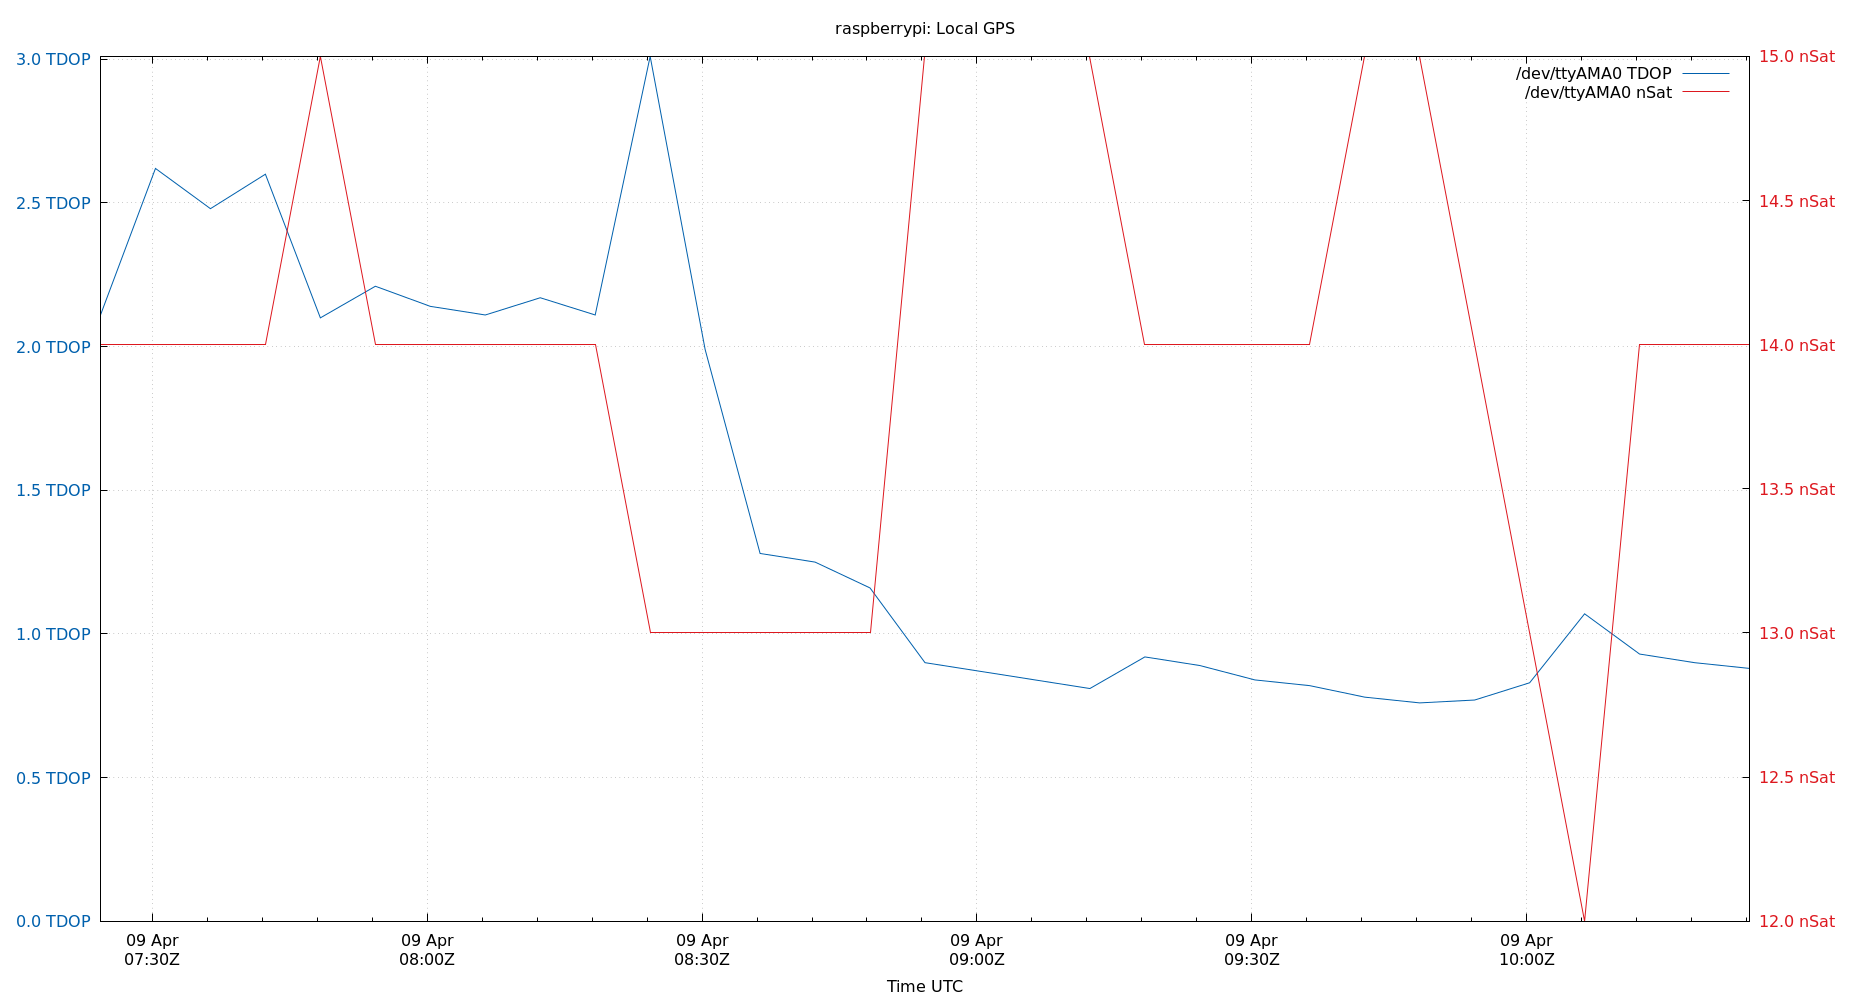 raspberrypi: Local GPS
3.0 TDOP
2.5 TDOP
2.0 TDOP
1.5 TDOP
1.0 TDOP
0.5 TDOP
0.0 TDOP
15.0 nSat
14.5 nSat
14.0 nSat
13.5 nSat
13.0 nSat
12.5 nSat
12.0 nSat
/dev/ttyAMA0 TDOP
/dev/ttyAMA0 nSat
09 Apr
07:30Z
09 Apr
08:00Z
09 Apr
08:30Z
09 Apr
09:00Z
09 Apr
09:30Z
09 Apr
10:00Z
Time UTC